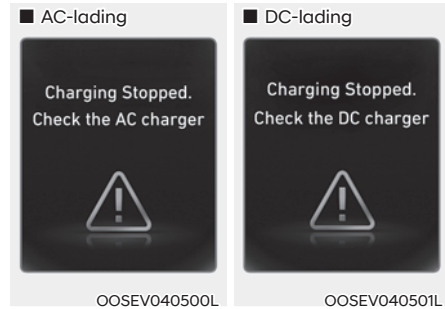 ■ AC-lading
Charging Stopped.
Check the AC charger
OOSEV040500L
■ DC-lading
Charging Stopped.
Check the DC charger
OOSEV040501L